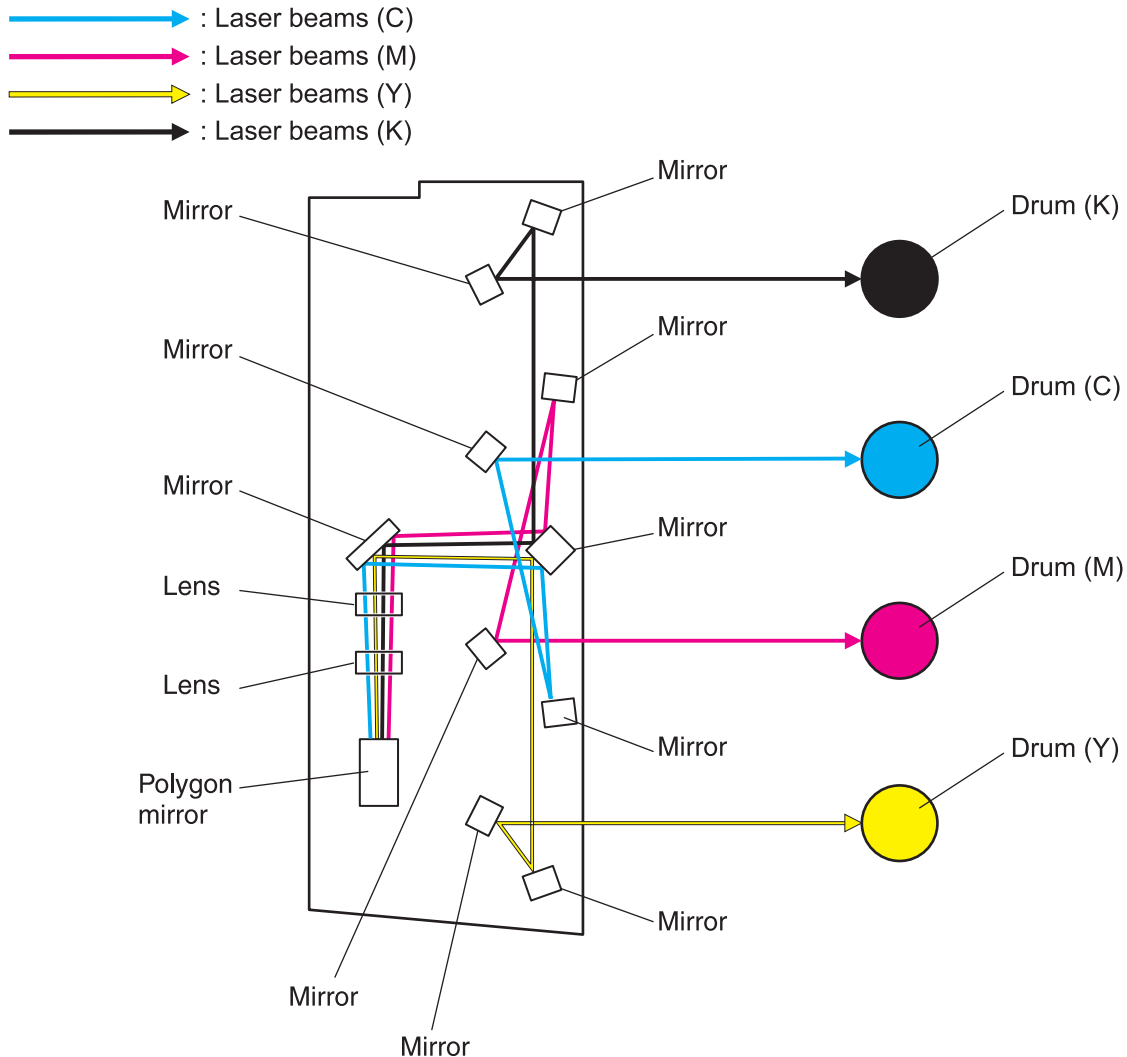 : Laser beams (C)
: Laser beams (M)
: Laser beams (Y)
: Laser beams (K)
Mirror
Mirror
Drum (K)
Mirror
Mirror
Drum (C)
Mirror
Mirror
Drum (M)
Lens
Lens
Mirror
Drum (Y)
Polygon
mirror
Mirror
Mirror
Mirror